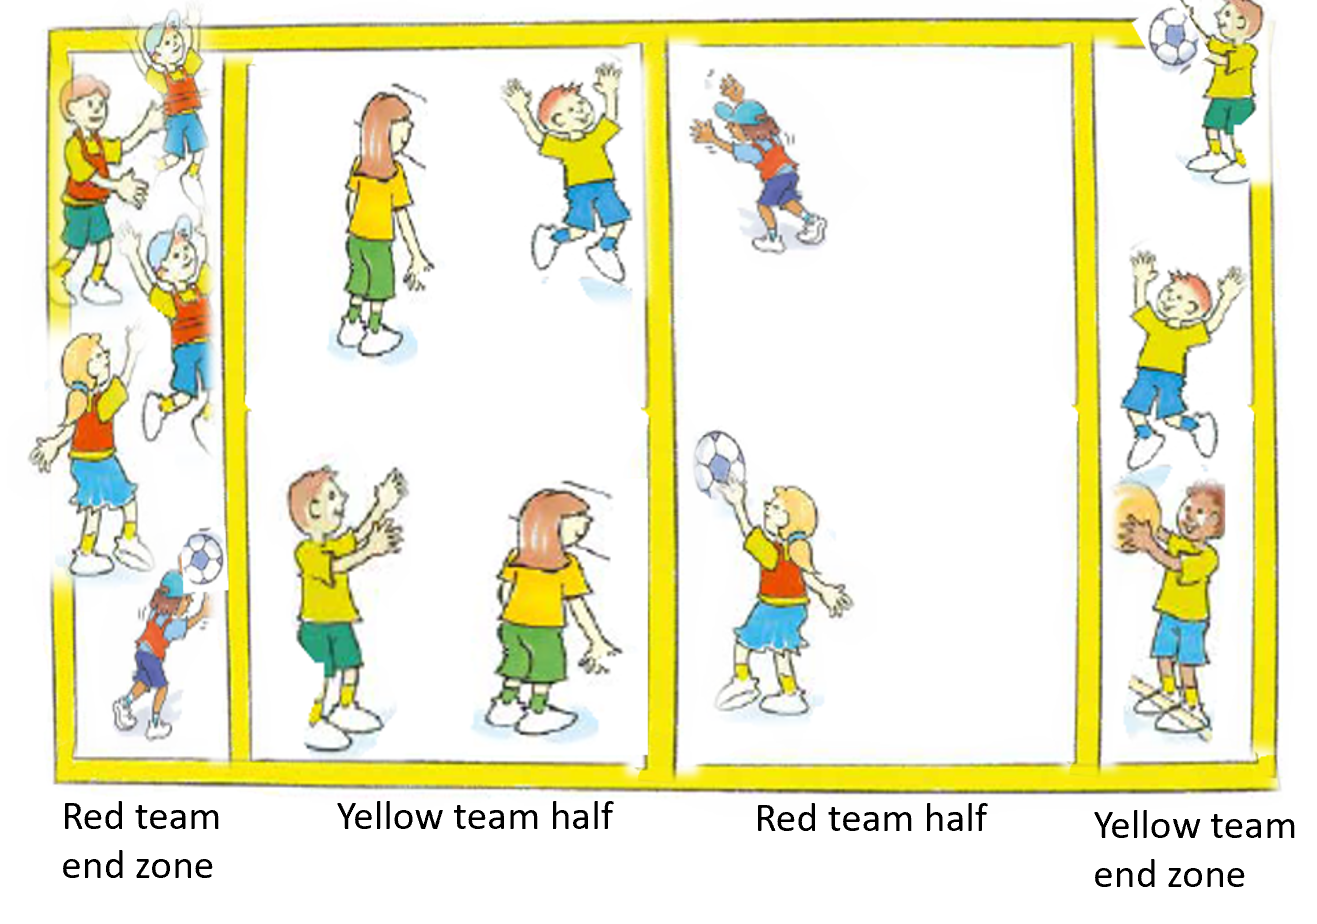 Red team
end zone
Yellow team half
Red team half
Yellow team
end zone